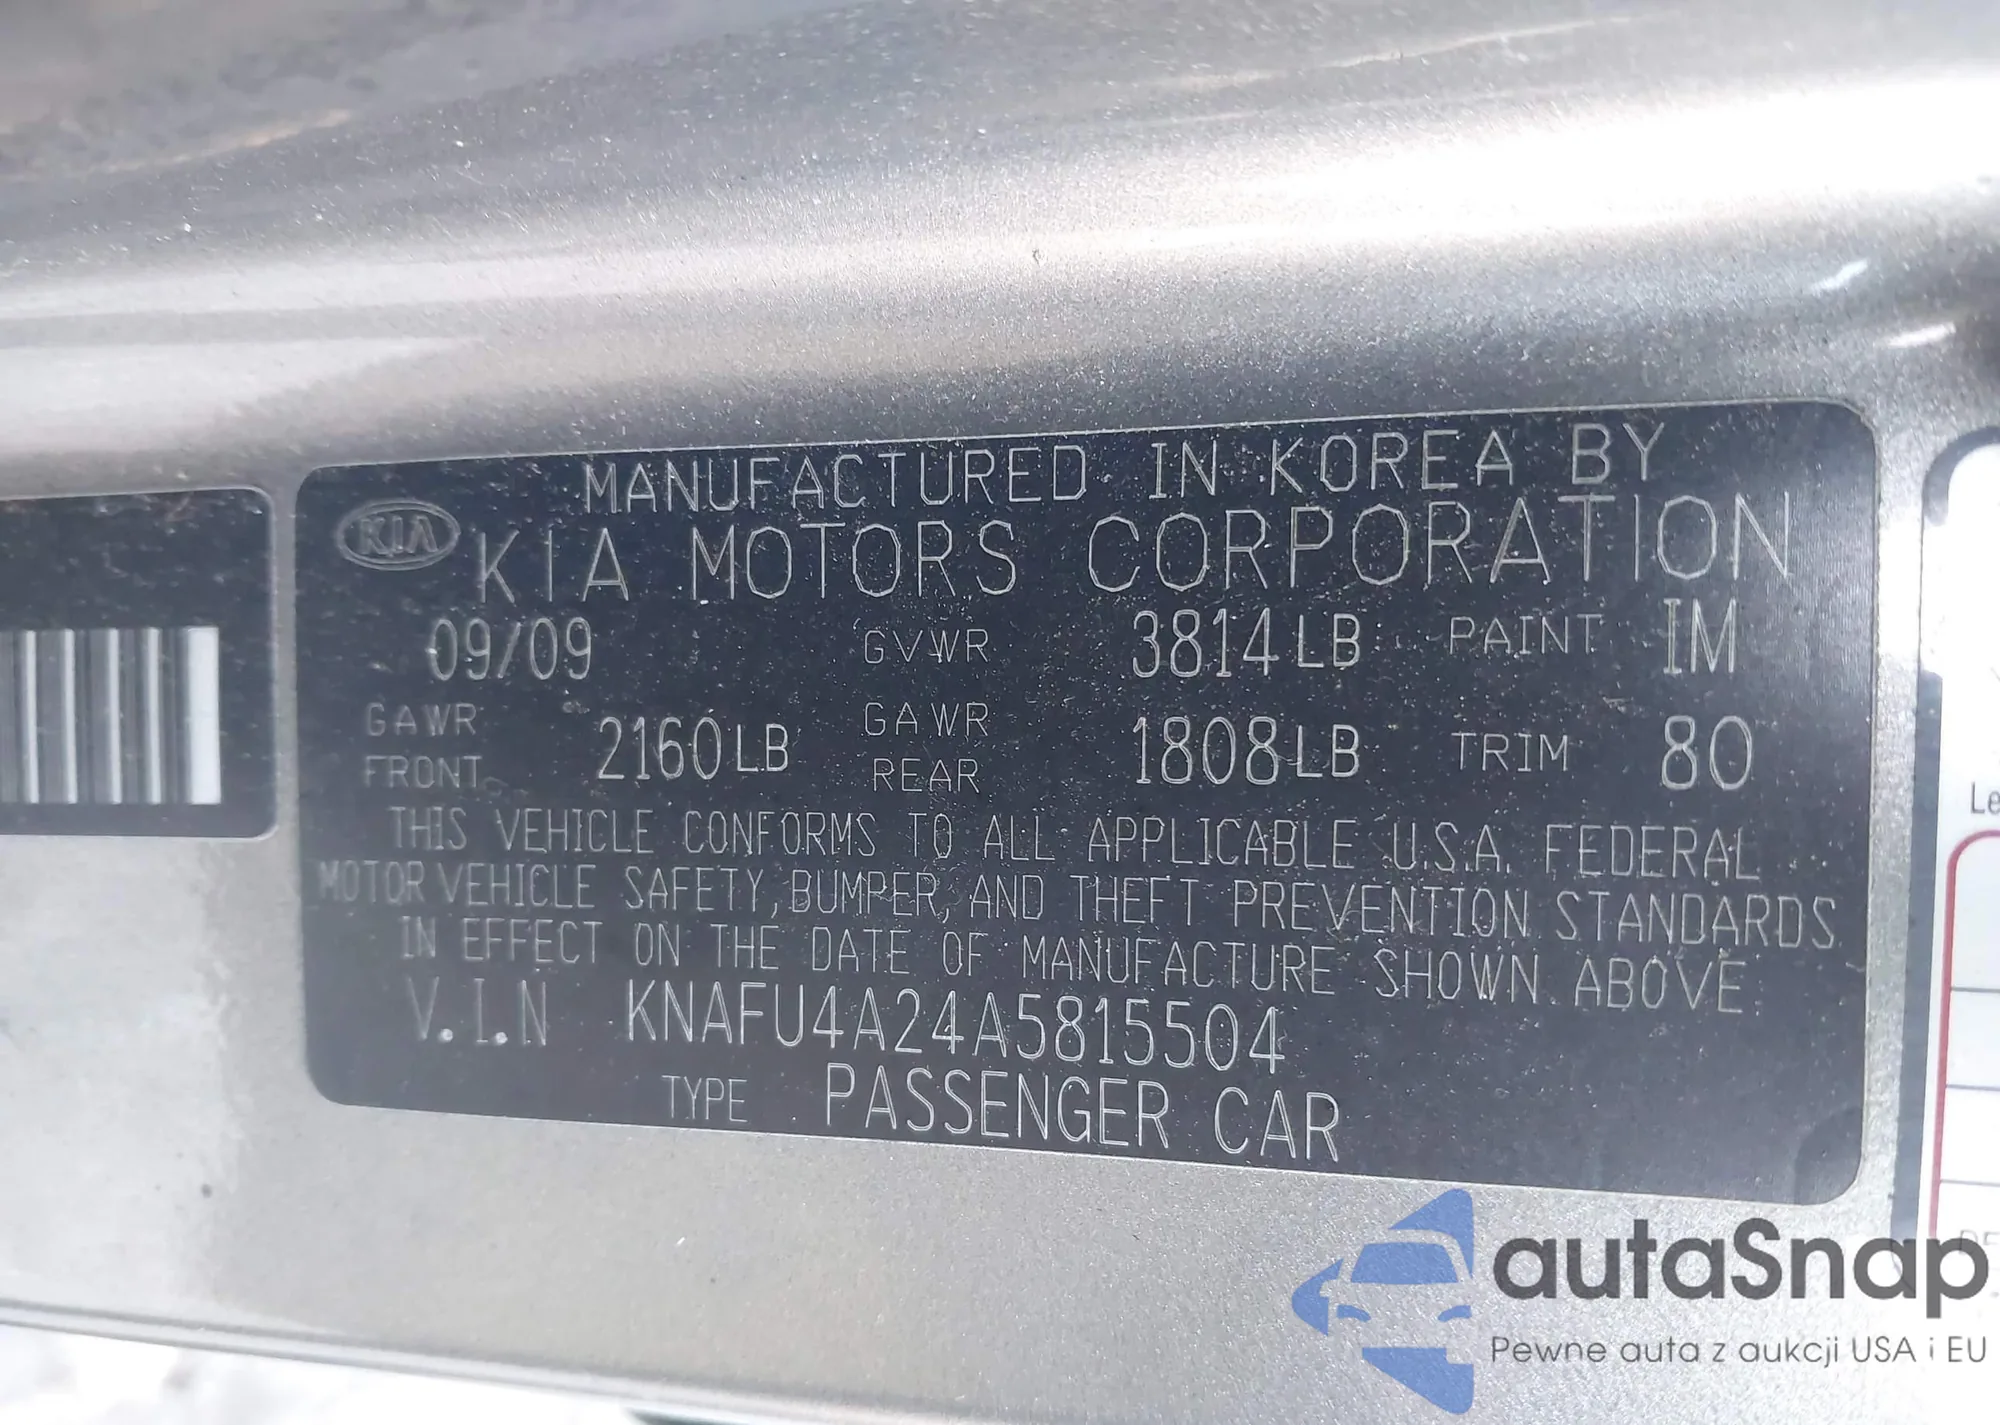 MANUFACTURED IN KOREA BY
KIA KIA MOTORS CORPORATION
09/09 GVWR 3814LB PAINT IM
GAWR FRONT 2160LB GAWR REAR 1808LB TRIM 80
THIS VEHICLE CONFORMS TO ALL APPLICABLE U.S.A. FEDERAL
MOTOR VEHICLE SAFETY, BUMPER, AND THEFT PREVENTION STANDARDS
IN EFFECT ON THE DATE OF MANUFACTURE SHOWN ABOVE.
V.I.N KNAFU4A24A5815504
TYPE PASSENGER CAR
Le
autaSnap
Pewne auta z aukcji USA i EU